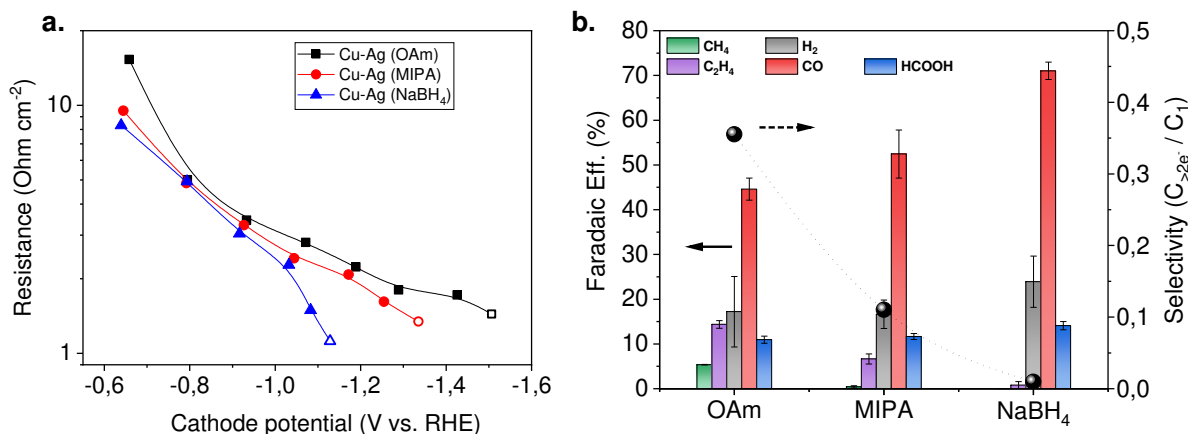 a.
Resistance (Ohm cm⁻²)
10
1
Cu-Ag (OAm)
Cu-Ag (MIPA)
Cu-Ag (NaBH₄)
-0,6 -0,8 -1,0 -1,2 -1,4 -1,6
Cathode potential (V vs. RHE)
b.
Faradaic Eff. (%)
80
70
60
50
40
30
20
10
0
CH₄ H₂
C₂H₄ CO HCOOH
OAm MIPA NaBH₄
0,5
0,4
0,3
0,2
0,1
0,0
Selectivity (C>2e⁻ / C₁)